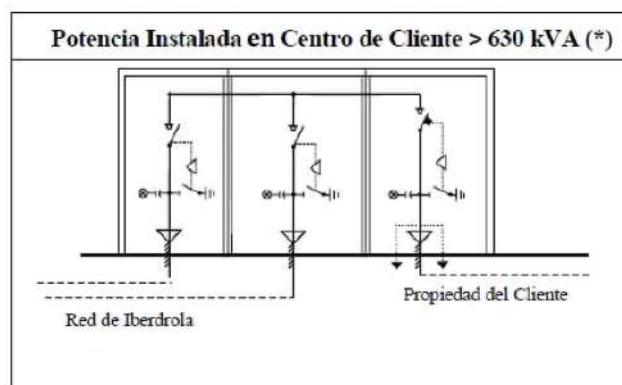 Potencia Instalada en Centro de Cliente > 630 kVA (*)
Propiedad del Cliente
Red de Iberdrola